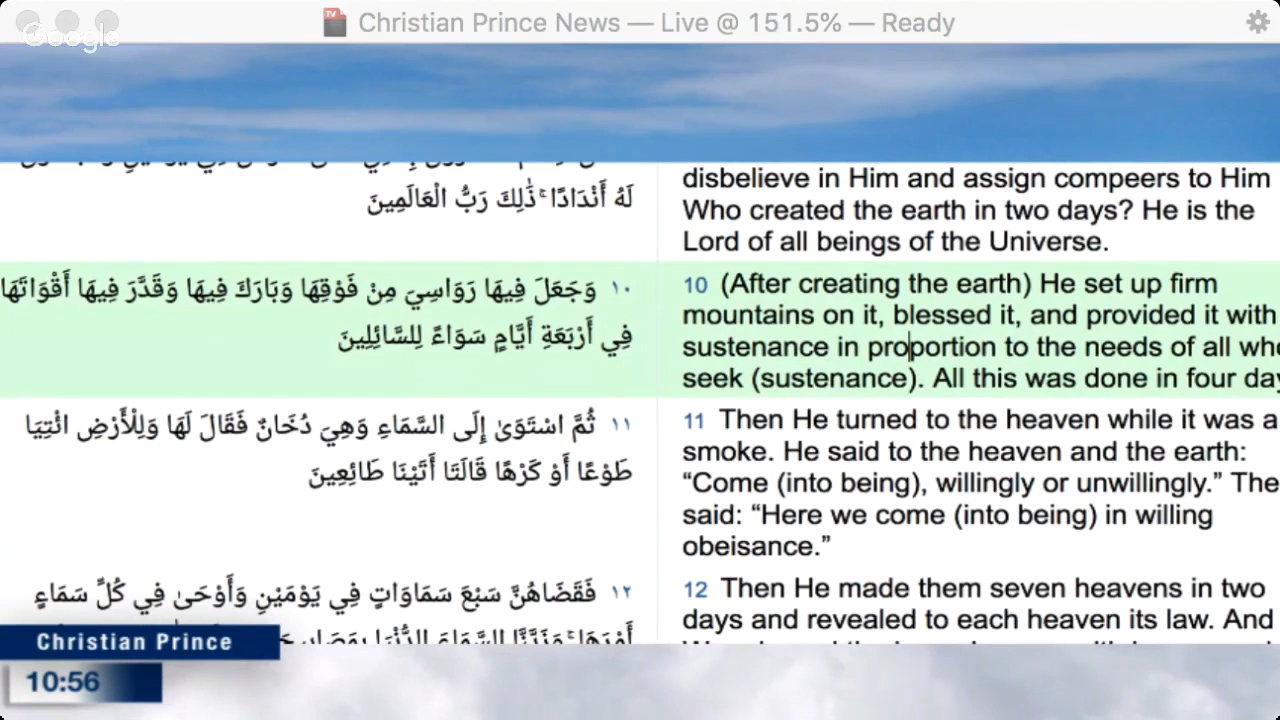 Christian Prince News — Live @ 151.5% — Ready
Google
لَهُ أَنْدَادًا ۚ ذَٰلِكَ رَبُّ الْعَالَمِينَ
disbelieve in Him and assign compeers to Him
Who created the earth in two days? He is the
Lord of all beings of the Universe.
١٠ وَجَعَلَ فِيهَا رَوَاسِيَ مِنْ فَوْقِهَا وَبَارَكَ فِيهَا وَقَدَّرَ فِيهَا أَقْوَاتَهَا
فِي أَرْبَعَةِ أَيَّامٍ سَوَاءً لِلسَّائِلِينَ
10 (After creating the earth) He set up firm
mountains on it, blessed it, and provided it with
sustenance in proportion to the needs of all who
seek (sustenance). All this was done in four day
١١ ثُمَّ اسْتَوَىٰ إِلَى السَّمَاءِ وَهِيَ دُخَانٌ فَقَالَ لَهَا وَلِلْأَرْضِ ائْتِيَا
طَوْعًا أَوْ كَرْهًا قَالَتَا أَتَيْنَا طَائِعِينَ
11 Then He turned to the heaven while it was a
smoke. He said to the heaven and the earth:
“Come (into being), willingly or unwillingly.” The
said: “Here we come (into being) in willing
obeisance.”
١٢ فَقَضَاهُنَّ سَبْعَ سَمَاوَاتٍ فِي يَوْمَيْنِ وَأَوْحَىٰ فِي كُلِّ سَمَاءٍ
أَمْرَهَا ۚ وَزَيَّنَّا السَّمَاءَ الدُّنْيَا بِمَصَابِيحَ
12 Then He made them seven heavens in two
days and revealed to each heaven its law. And
Christian Prince
10:56